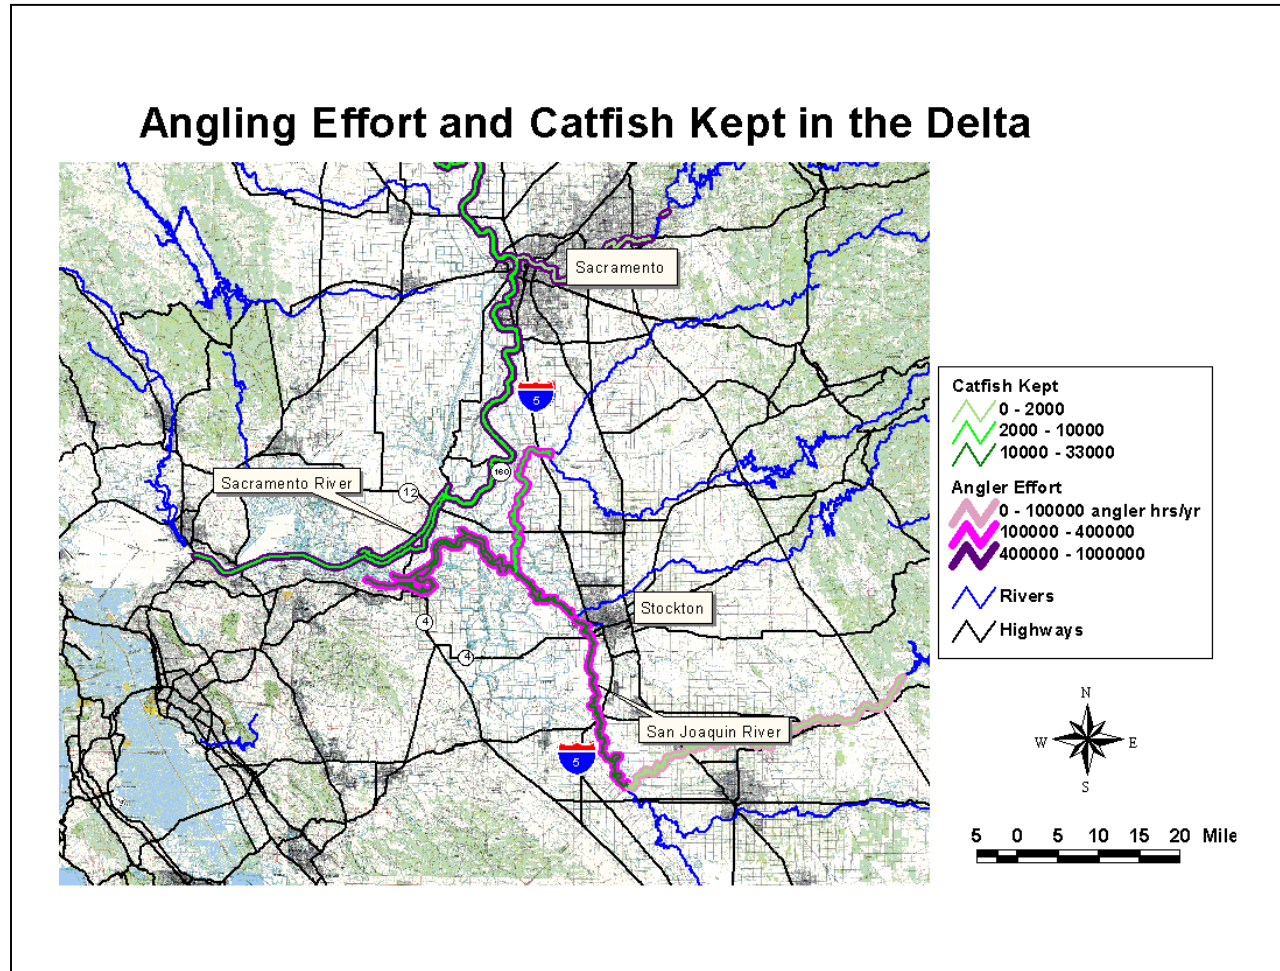 Angling Effort and Catfish Kept in the Delta
Sacramento
5
160
Sacramento River
12
Stockton
4
4
San Joaquin River
5
Catfish Kept
0 - 2000
2000 - 10000
10000 - 33000
Angler Effort
0 - 100000 angler hrs/yr
100000 - 400000
400000 - 1000000
Rivers
Highways
N
W E
S
5 0 5 10 15 20 Mile